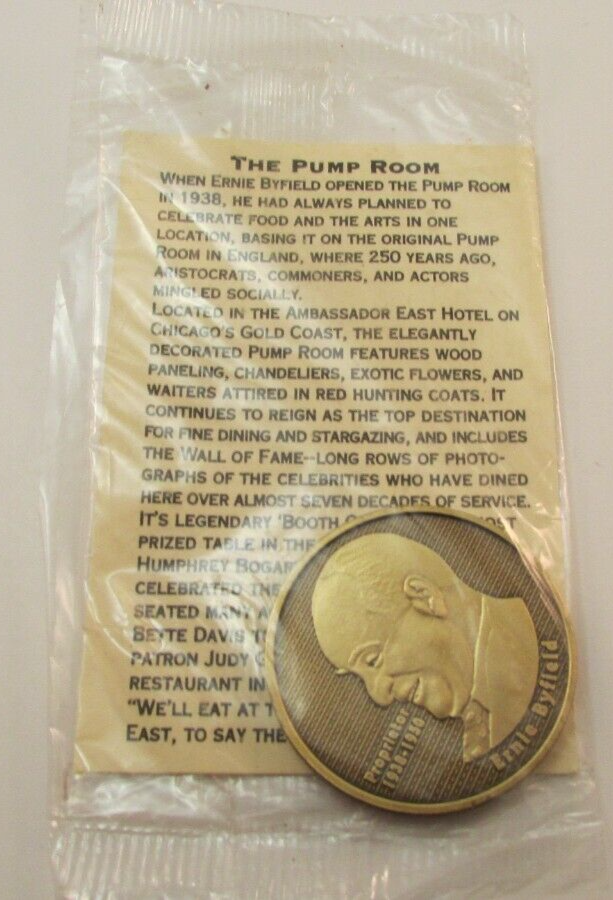 THE PUMP ROOM
WHEN ERNIE BYFIELD OPENED THE PUMP ROOM
IN 1938, HE HAD ALWAYS PLANNED TO
CELEBRATE FOOD AND THE ARTS IN ONE
LOCATION, BASING IT ON THE ORIGINAL PUMP
ROOM IN ENGLAND, WHERE 250 YEARS AGO,
ARISTOCRATS, COMMONERS, AND ACTORS
MINGLED SOCIALLY.
LOCATED IN THE AMBASSADOR EAST HOTEL ON
CHICAGO'S GOLD COAST, THE ELEGANTLY
DECORATED PUMP ROOM FEATURES WOOD
PANELING, CHANDELIERS, EXOTIC FLOWERS, AND
WAITERS ATTIRED IN RED HUNTING COATS. IT
CONTINUES TO REIGN AS THE TOP DESTINATION
FOR FINE DINING AND STARGAZING, AND INCLUDES
THE WALL OF FAME--LONG ROWS OF PHOTO-
GRAPHS OF THE CELEBRITIES WHO HAVE DINED
HERE OVER ALMOST SEVEN DECADES OF SERVICE.
IT'S LEGENDARY 'BOOTH
PRIZED TABLE IN THE
HUMPHREY
CELEBRATED
SEATED MANY
BETTE DAVIS
PATRON JUDY
RESTAURANT IN
"WE'LL EAT AT
EAST, TO SAY THE
Proprietor
1938-1950
Ernie Byfield